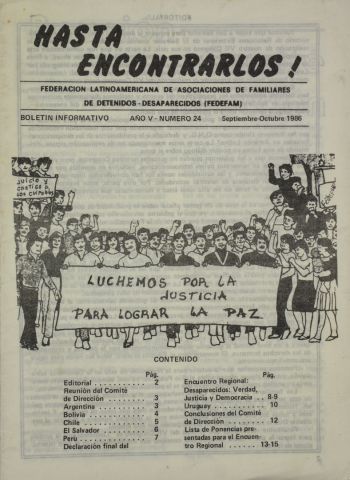 HASTA
ENCONTRARLOS!
FEDERACION LATINOAMERICANA DE ASOCIACIONES DE FAMILIARES
DE DETENIDOS-DESAPARECIDOS (FEDEFAM)
BOLETIN INFORMATIVO AÑO V - NUMERO 24 Septiembre-Octubre 1986
JUICIO Y
CASTIGO A
LOS
LUCHEMOS POR LA
JUSTICIA
PARA LOGRAR LA PAZ
CONTENIDO
Pág.
Editorial . . . . . . . . . . . 2
Reunión del Comité
de Dirección . . . . . . . . 3
Argentina . . . . . . . . . . 3
Bolivia . . . . . . . . . . . . 4
Chile . . . . . . . . . . . . . 5
El Salvador . . . . . . . . . 6
Perú . . . . . . . . . . . . . 7
Declaración final del
Pág.
Encuentro Regional:
Desaparecidos: Verdad,
Justicia y Democracia . . 8-9
Uruguay . . . . . . . . . . . 10
Conclusiones del Comité
de Dirección . . . . . . . . 12
Lista de Ponencias pre-
sentadas para el Encuen-
tro Regional . . . . . . 13-15